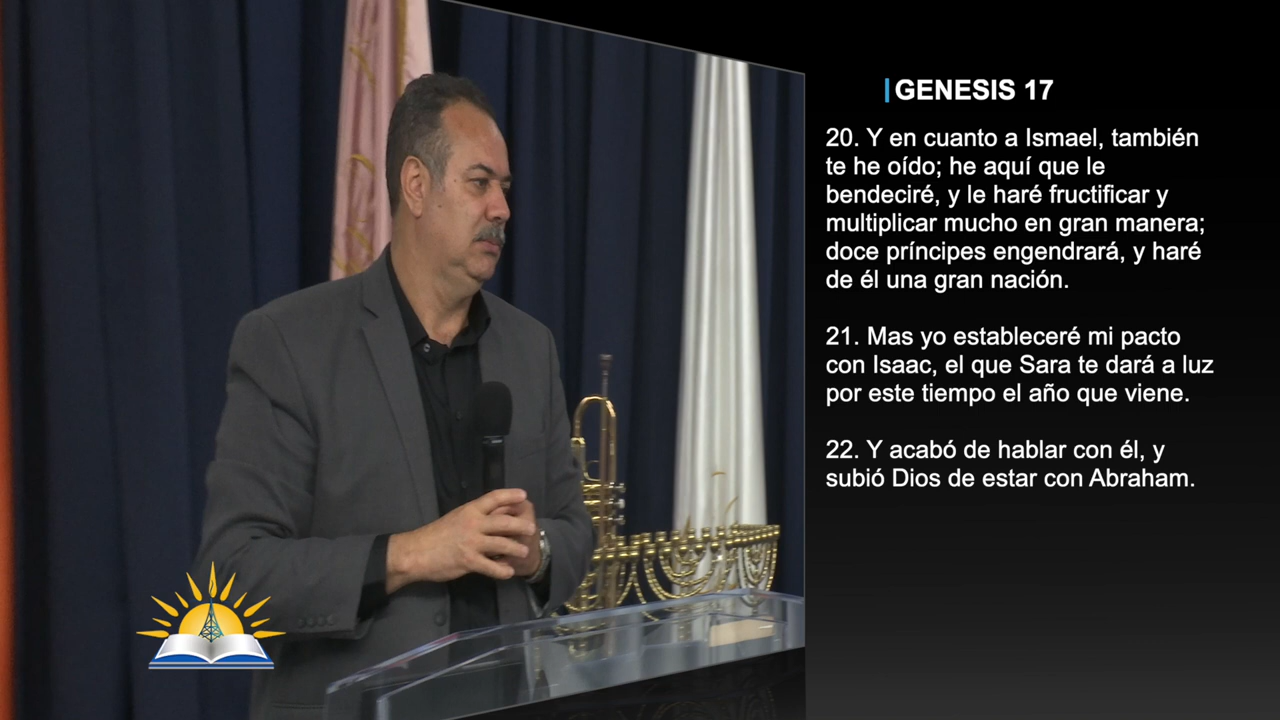 GENESIS 17
20. Y en cuanto a Ismael, también
te he oído; he aquí que le
bendeciré, y le haré fructificar y
multiplicar mucho en gran manera;
doce príncipes engendrará, y haré
de él una gran nación.
21. Mas yo estableceré mi pacto
con Isaac, el que Sara te dará a luz
por este tiempo el año que viene.
22. Y acabó de hablar con él, y
subió Dios de estar con Abraham.